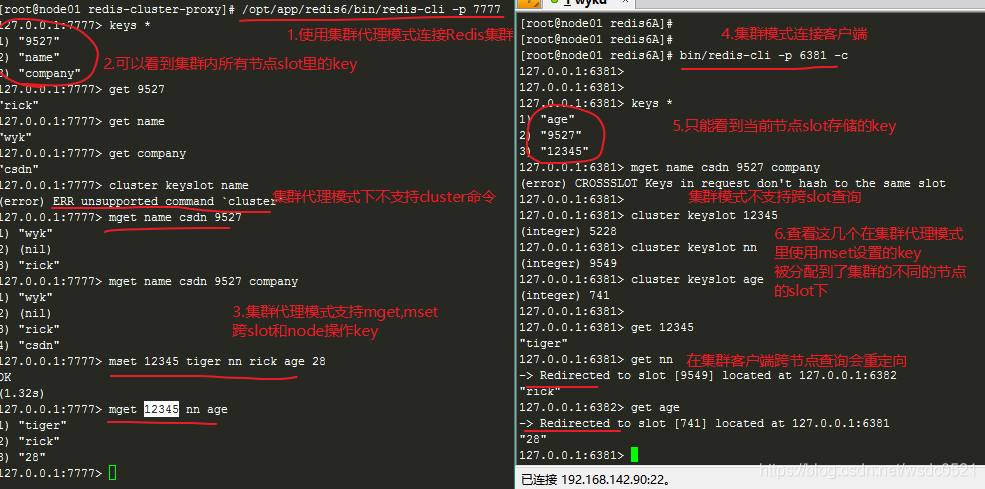 [root@node01 redis-cluster-proxy]# /opt/app/redis6/bin/redis-cli -p 7777
127.0.0.1:7777> keys *
1) "9527"
2) "name"
3) "company"
127.0.0.1:7777> get 9527
"rick"
127.0.0.1:7777> get name
"wyk"
127.0.0.1:7777> get company
"csdn"
127.0.0.1:7777> cluster keyslot name
(error) ERR unsupported command `cluster
127.0.0.1:7777> mget name csdn 9527
1) "wyk"
2) (nil)
3) "rick"
127.0.0.1:7777> mget name csdn 9527 company
1) "wyk"
2) (nil)
3) "rick"
4) "csdn"
127.0.0.1:7777> mset 12345 tiger nn rick age 28
OK
(1.32s)
127.0.0.1:7777> mget 12345 nn age
1) "tiger"
2) "rick"
3) "28"
127.0.0.1:7777>
1.使用集群代理模式连接Redis集群
2.可以看到集群内所有节点slot里的key
集群代理模式下不支持cluster命令
3.集群代理模式支持mget,mset
跨slot和node操作key
1 wykd
[root@node01 redis6A]#
[root@node01 redis6A]#
[root@node01 redis6A]# bin/redis-cli -p 6381 -c
127.0.0.1:6381>
127.0.0.1:6381>
127.0.0.1:6381> keys *
1) "age"
2) "9527"
3) "12345"
127.0.0.1:6381> mget name csdn 9527 company
(error) CROSSSLOT Keys in request don't hash to the same slot
127.0.0.1:6381>
127.0.0.1:6381> cluster keyslot 12345
(integer) 5228
127.0.0.1:6381> cluster keyslot nn
(integer) 9549
127.0.0.1:6381> cluster keyslot age
(integer) 741
127.0.0.1:6381>
127.0.0.1:6381> get 12345
"tiger"
127.0.0.1:6381> get nn
-> Redirected to slot [9549] located at 127.0.0.1:6382
"rick"
127.0.0.1:6382> get age
-> Redirected to slot [741] located at 127.0.0.1:6381
"28"
127.0.0.1:6381>
4.集群模式连接客户端
5.只能看到当前节点slot存储的key
集群模式不支持跨slot查询
6.查看这几个在集群代理模式
里使用mset设置的key
被分配到了集群的不同的节点
的slot下
在集群客户端跨节点查询会重定向
已连接 192.168.142.90:22。
https://blog.csdn.net/wsdc0521